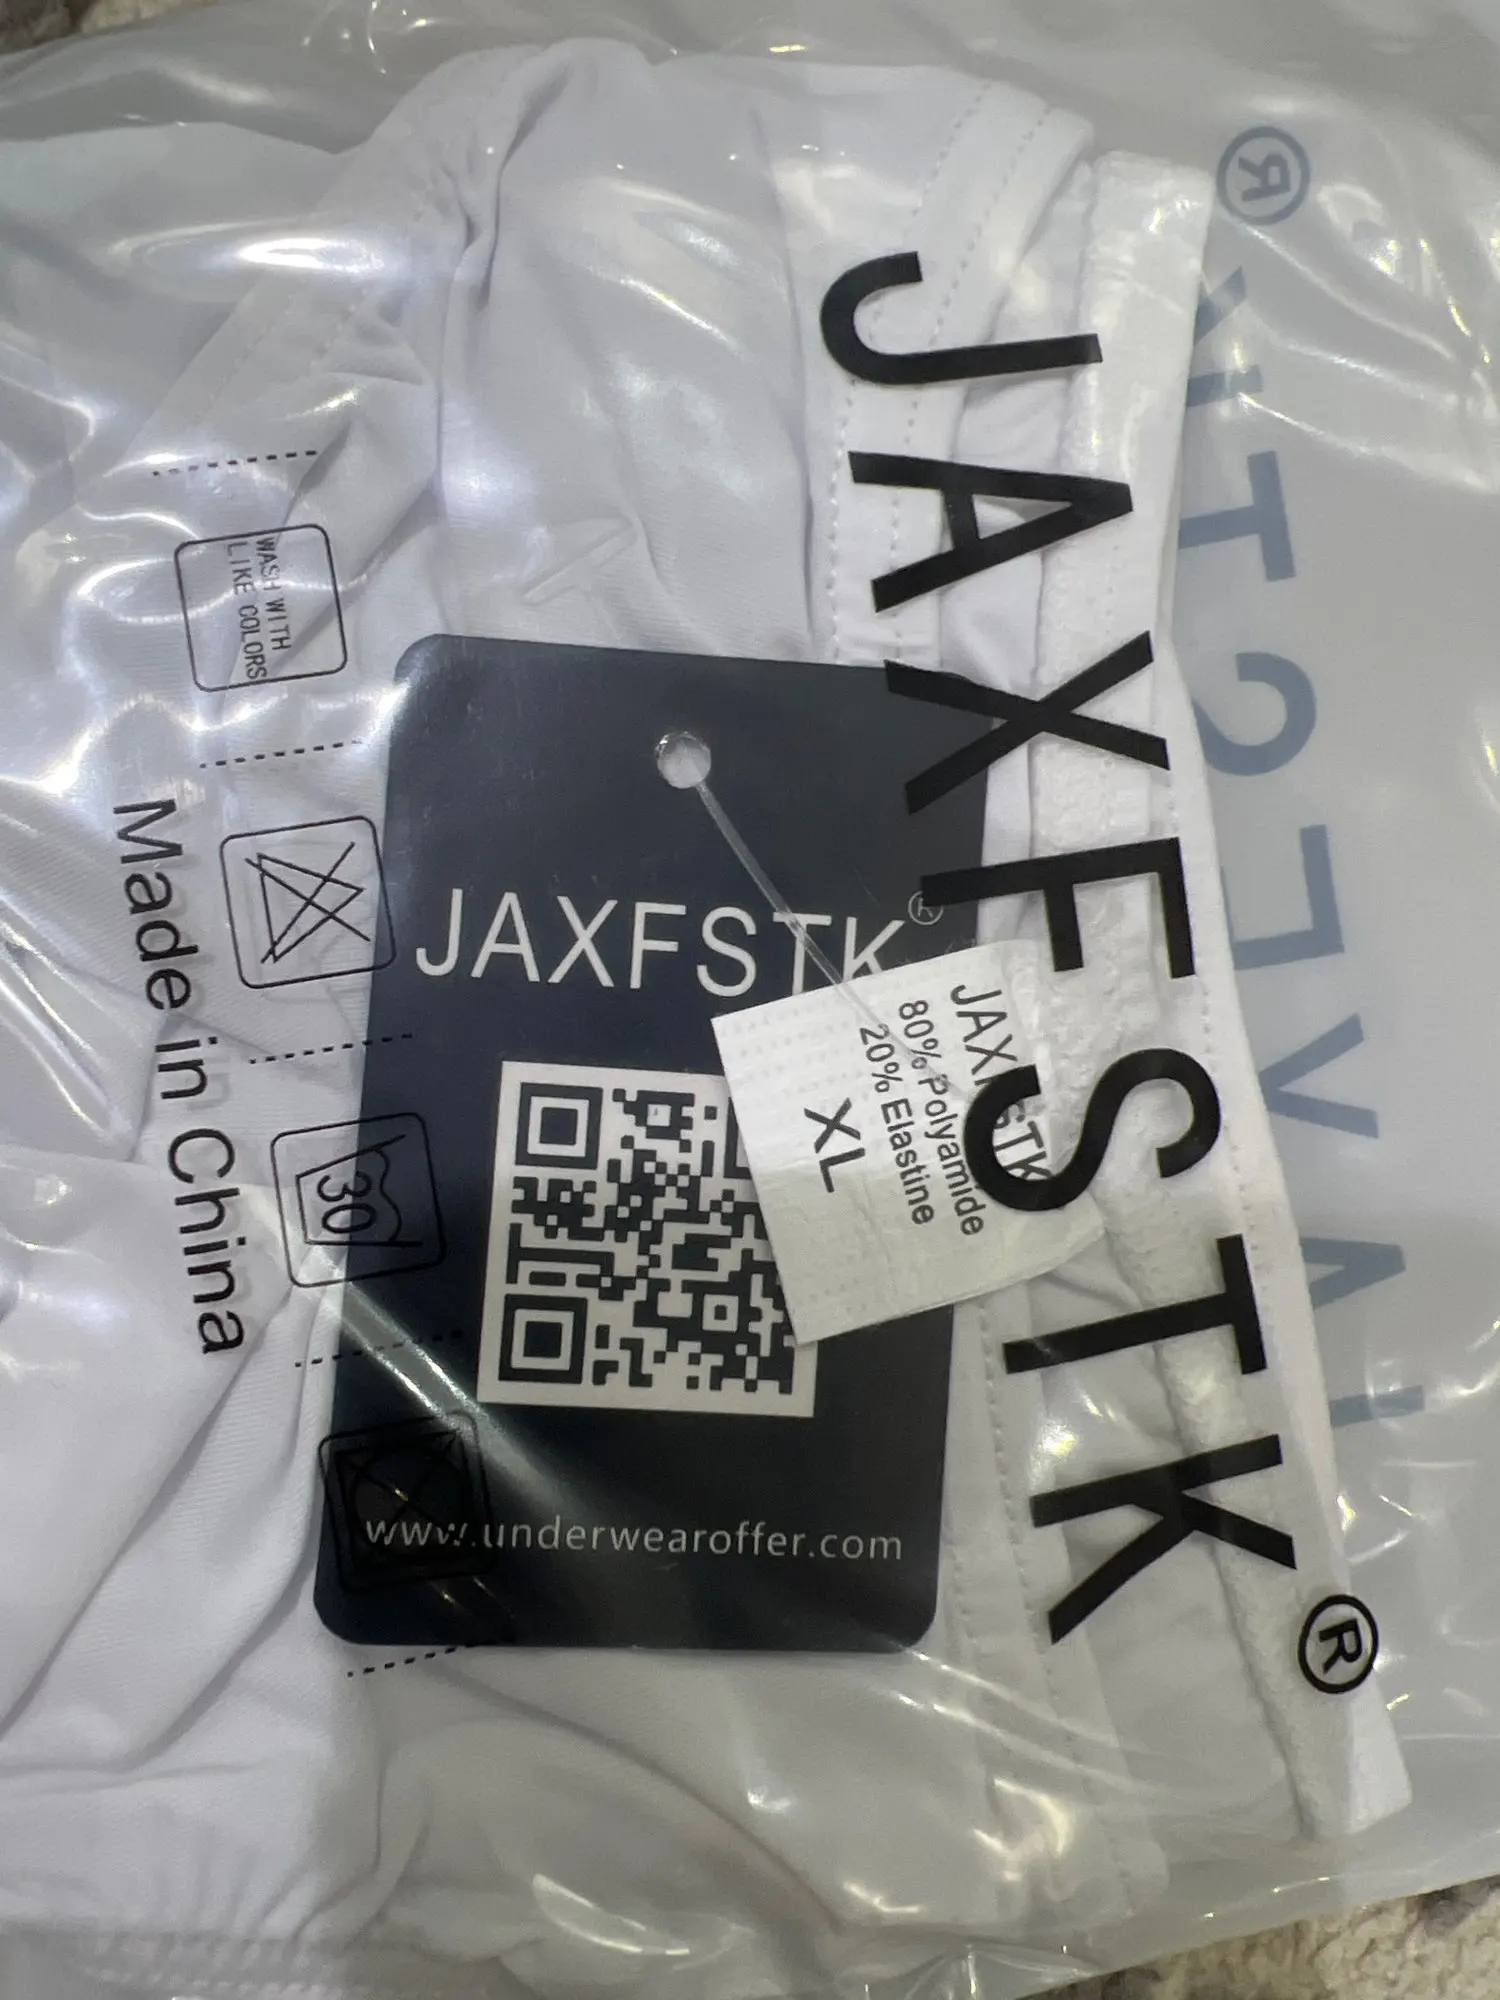 JAXFSTK®
JAXFSTK®
www.underwearoffer.com
JAXFSTK
80% Polyamide
20% Elastine
XL
WASH WITH
LIKE COLORS
30
Made in China
JAXFSTK®